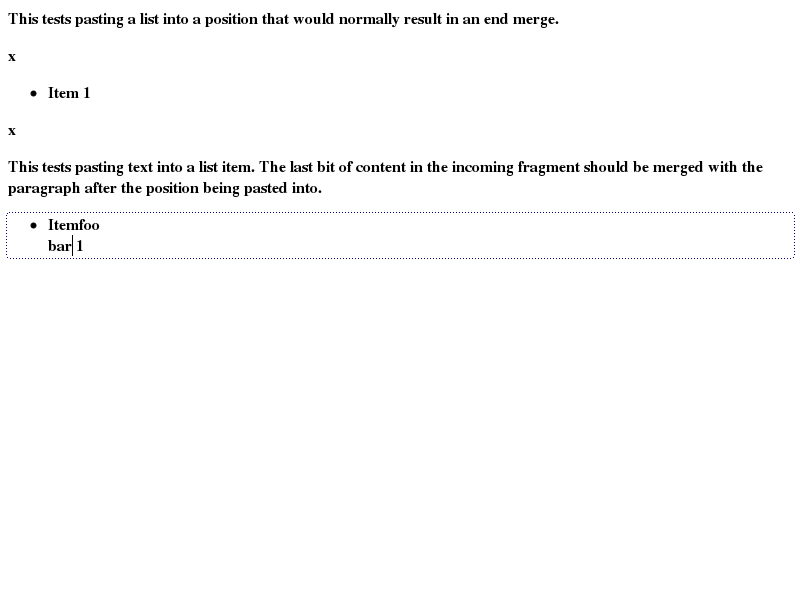 This tests pasting a list into a position that would normally result in an end merge.
x
• Item 1
x
This tests pasting text into a list item. The last bit of content in the incoming fragment should be merged with the
paragraph after the position being pasted into.
• Itemfoo
bar 1